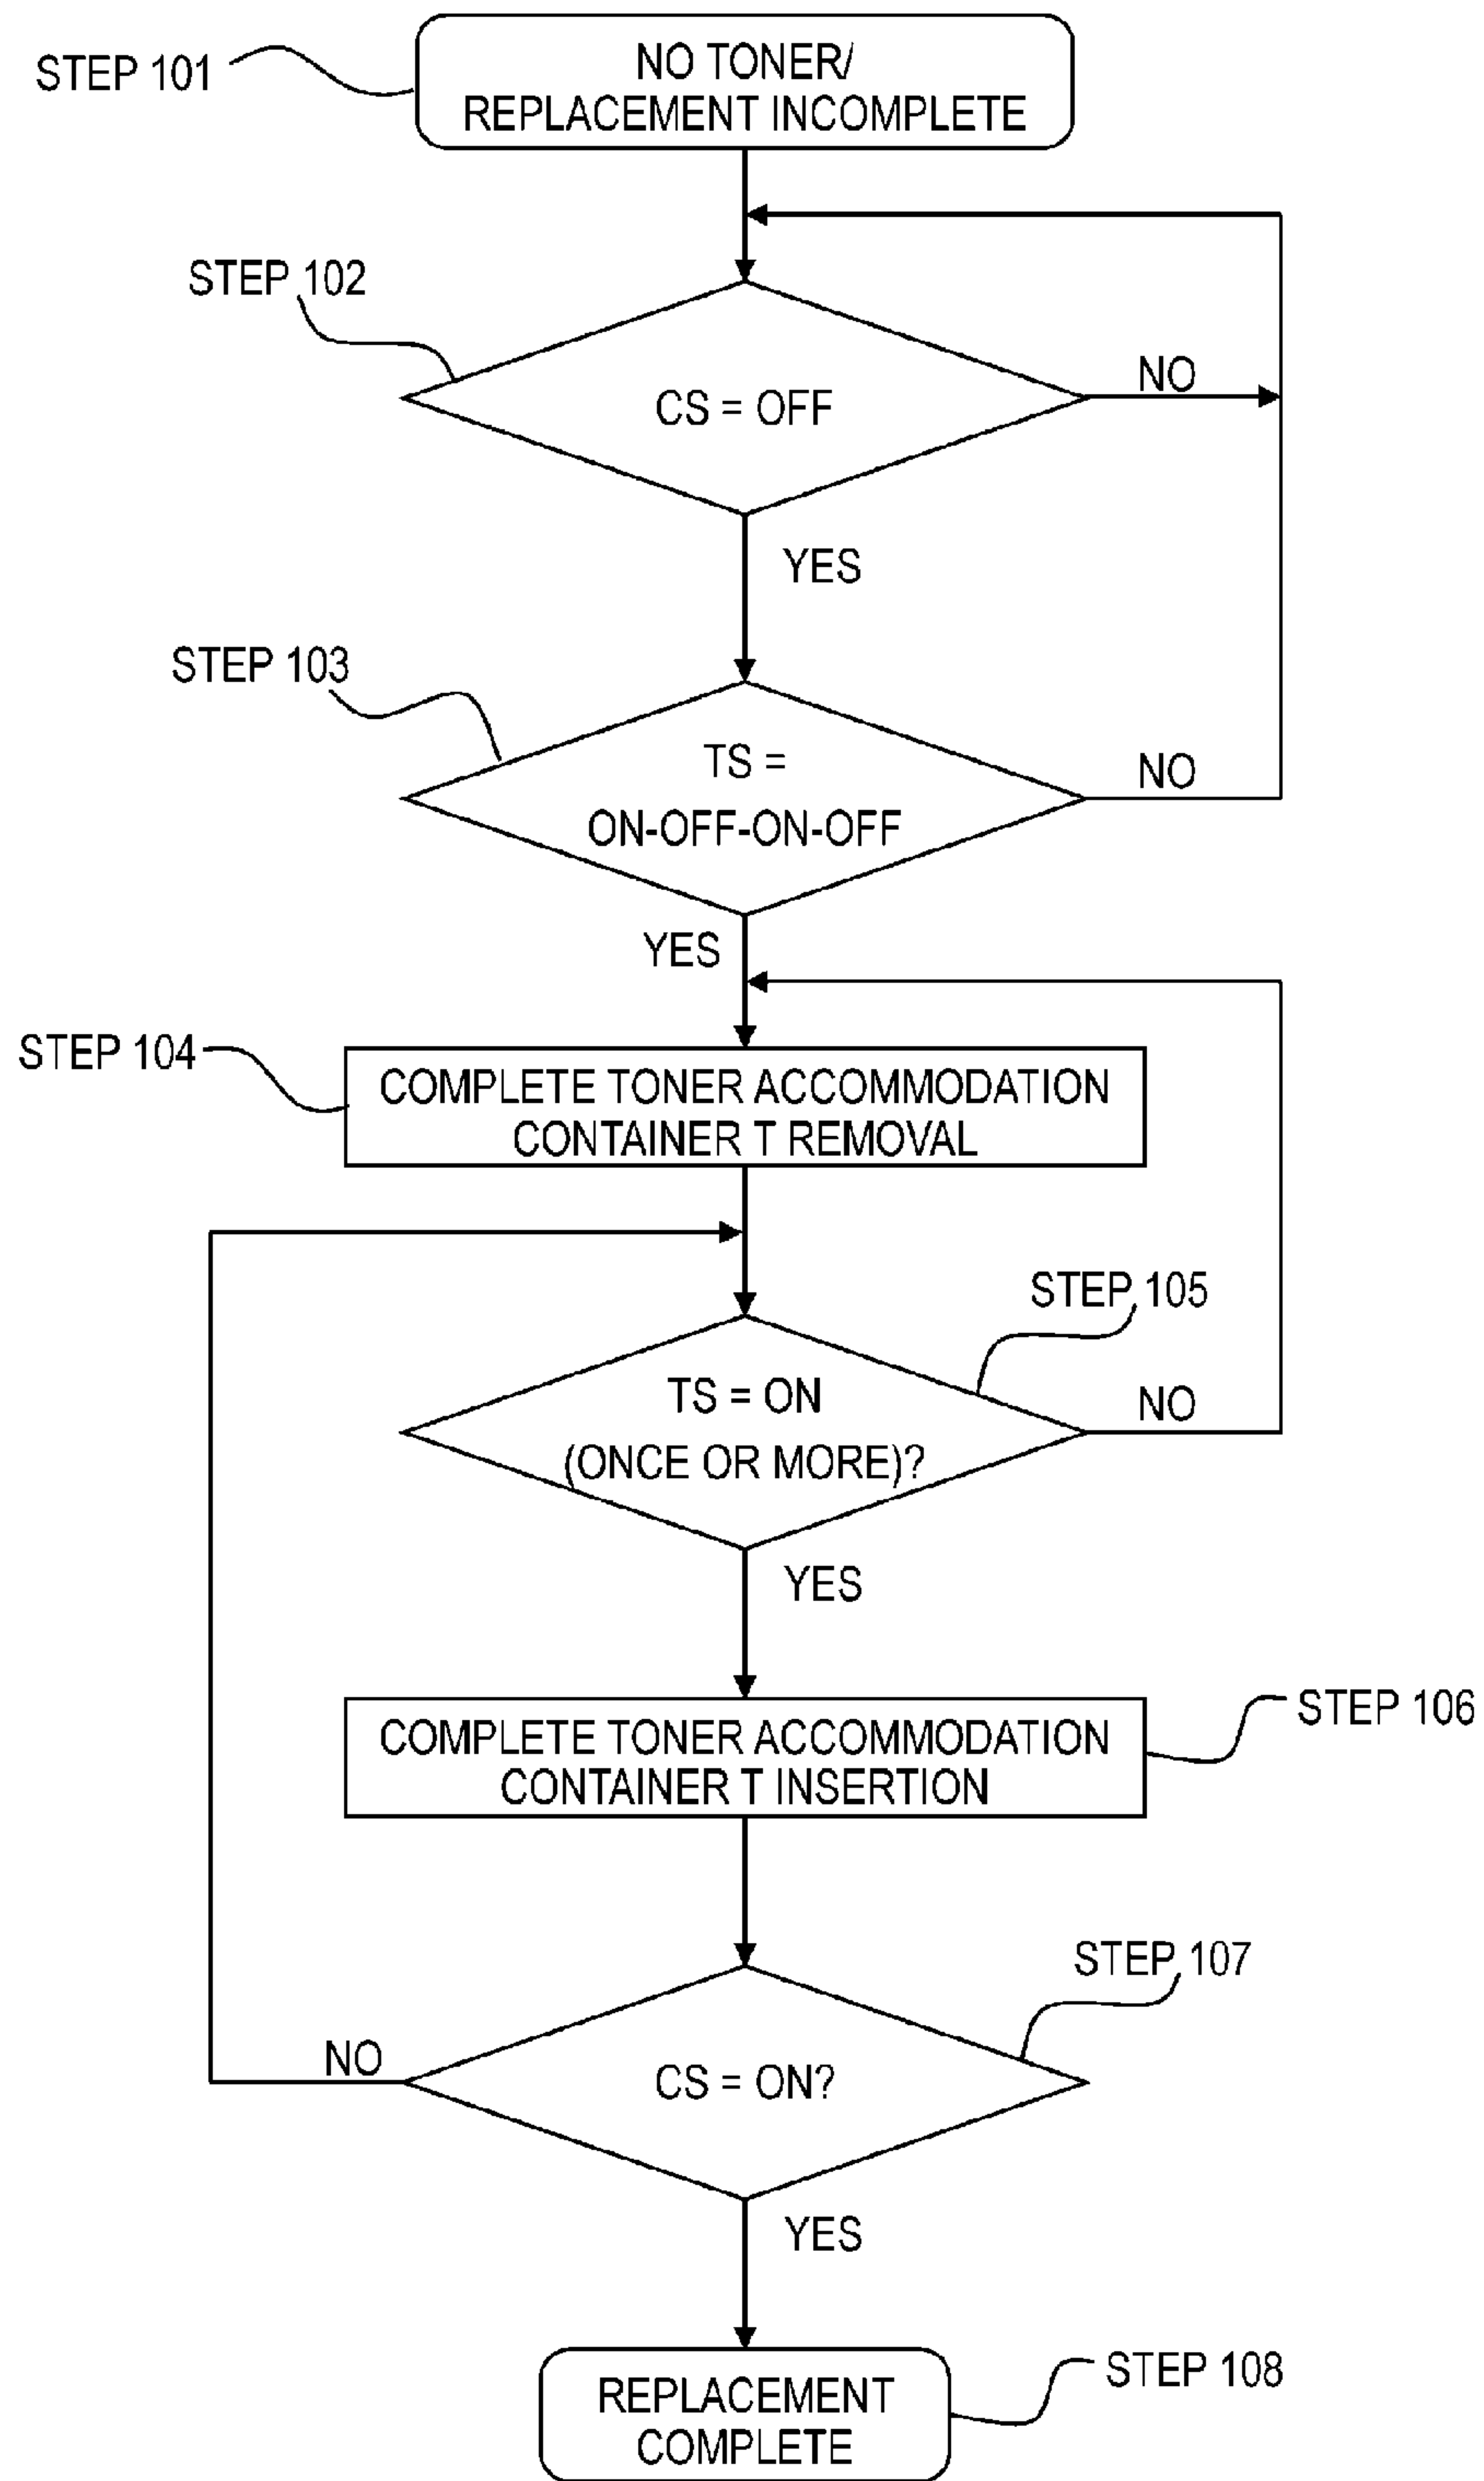 STEP 101
NO TONER/
REPLACEMENT INCOMPLETE
STEP 102
CS = OFF
NO
YES
STEP 103
TS =
ON-OFF-ON-OFF
NO
YES
STEP 104
COMPLETE TONER ACCOMMODATION
CONTAINER T REMOVAL
STEP 105
TS = ON
(ONCE OR MORE)?
NO
YES
COMPLETE TONER ACCOMMODATION
CONTAINER T INSERTION
STEP 106
STEP 107
CS = ON?
NO
YES
REPLACEMENT
COMPLETE
STEP 108